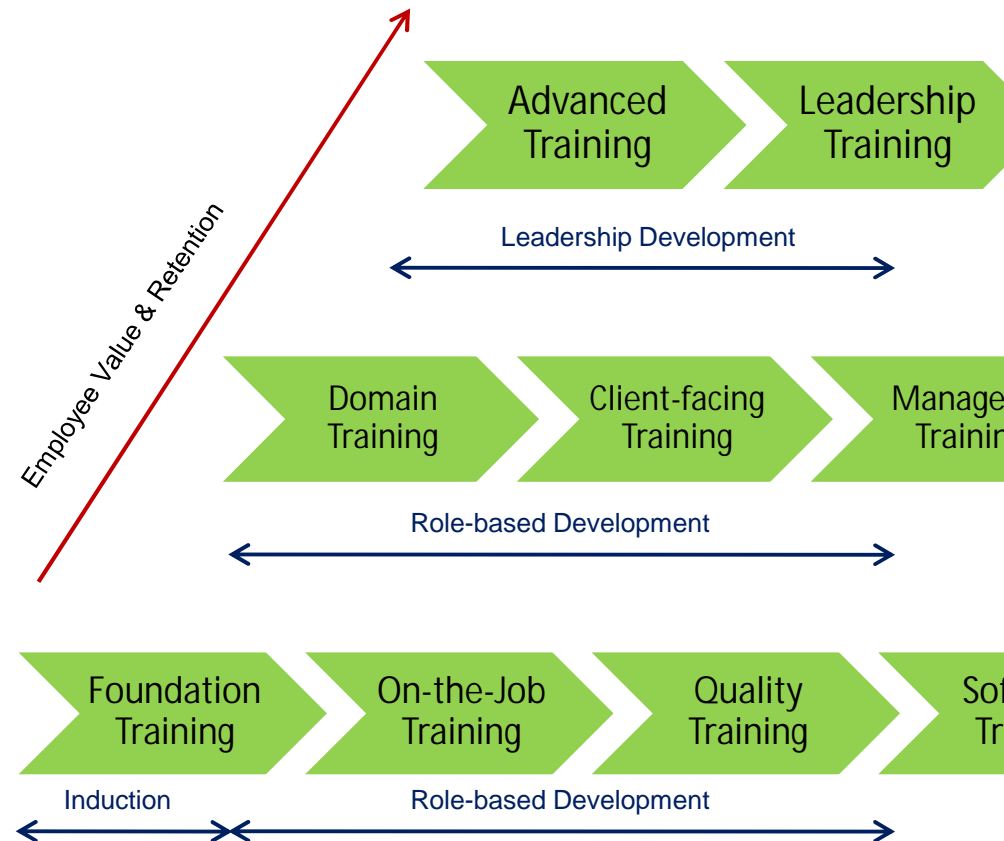 Advanced
Training
Leadership
Training
Leadership Development
Employee Value & Retention
Domain
Training
Client-facing
Training
Role-based Development
Foundation
Training
On-the-Job
Training
Quality
Training
Induction
Role-based Development